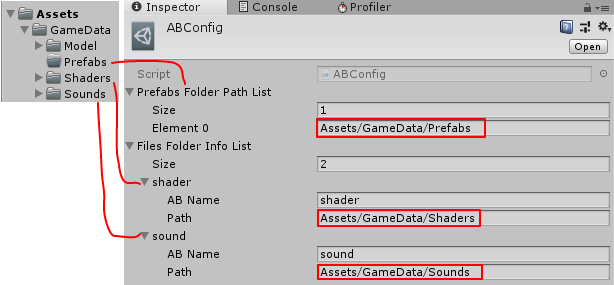 Assets
GameData
Model
Prefabs
Shaders
Sounds
Inspector
Console
Profiler
ABConfig
Open
Script
ABConfig
Prefabs Folder Path List
Size
1
Element 0
Assets/GameData/Prefabs
Files Folder Info List
Size
2
shader
AB Name
shader
Path
Assets/GameData/Shaders
sound
AB Name
sound
Path
Assets/GameData/Sounds